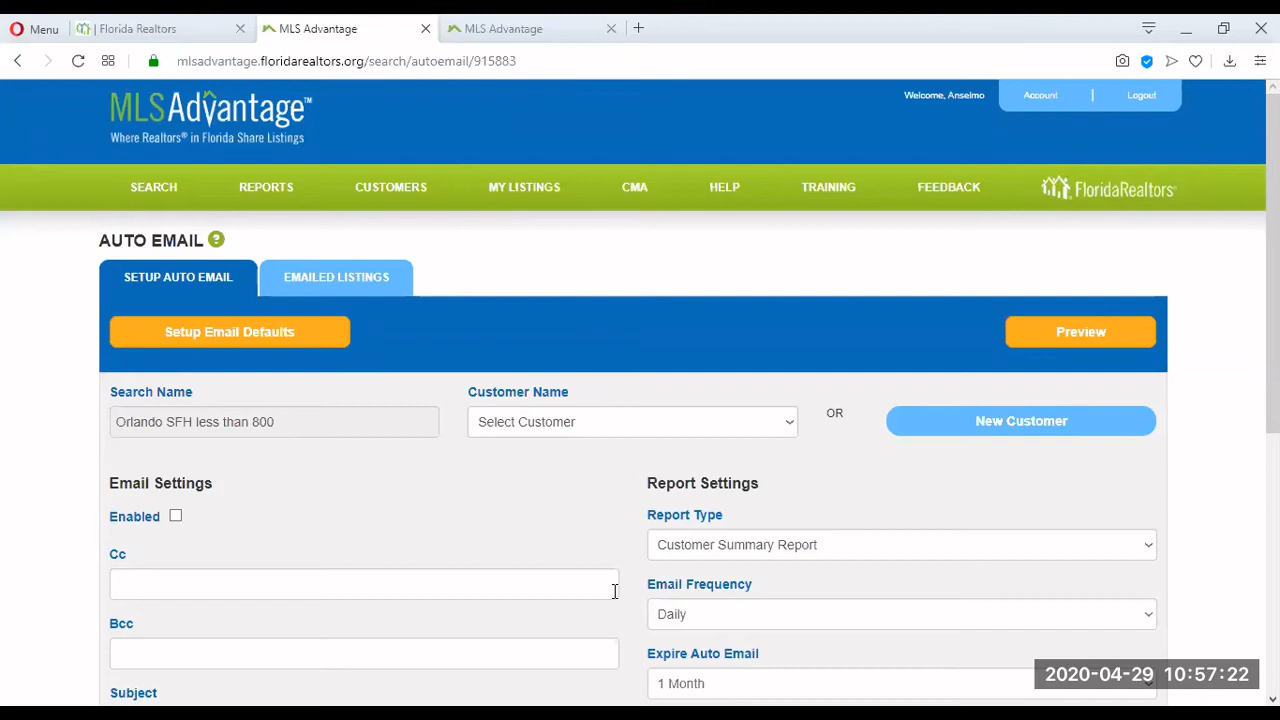 Menu
Florida Realtors
MLS Advantage
MLS Advantage
mlsadvantage.floridarealtors.org/search/autoemail/915883
MLSAdvantage™
Where Realtors® in Florida Share Listings
Welcome, Anselmo
Account | Logout
SEARCH REPORTS CUSTOMERS MY LISTINGS CMA HELP TRAINING FEEDBACK FloridaRealtors®
AUTO EMAIL ?
SETUP AUTO EMAIL EMAILED LISTINGS
Setup Email Defaults Preview
Search Name Customer Name
Orlando SFH less than 800 Select Customer OR New Customer
Email Settings Report Settings
Enabled Report Type
Cc Customer Summary Report
Email Frequency
Bcc Daily
Expire Auto Email
Subject 1 Month
2020-04-29 10:57:22